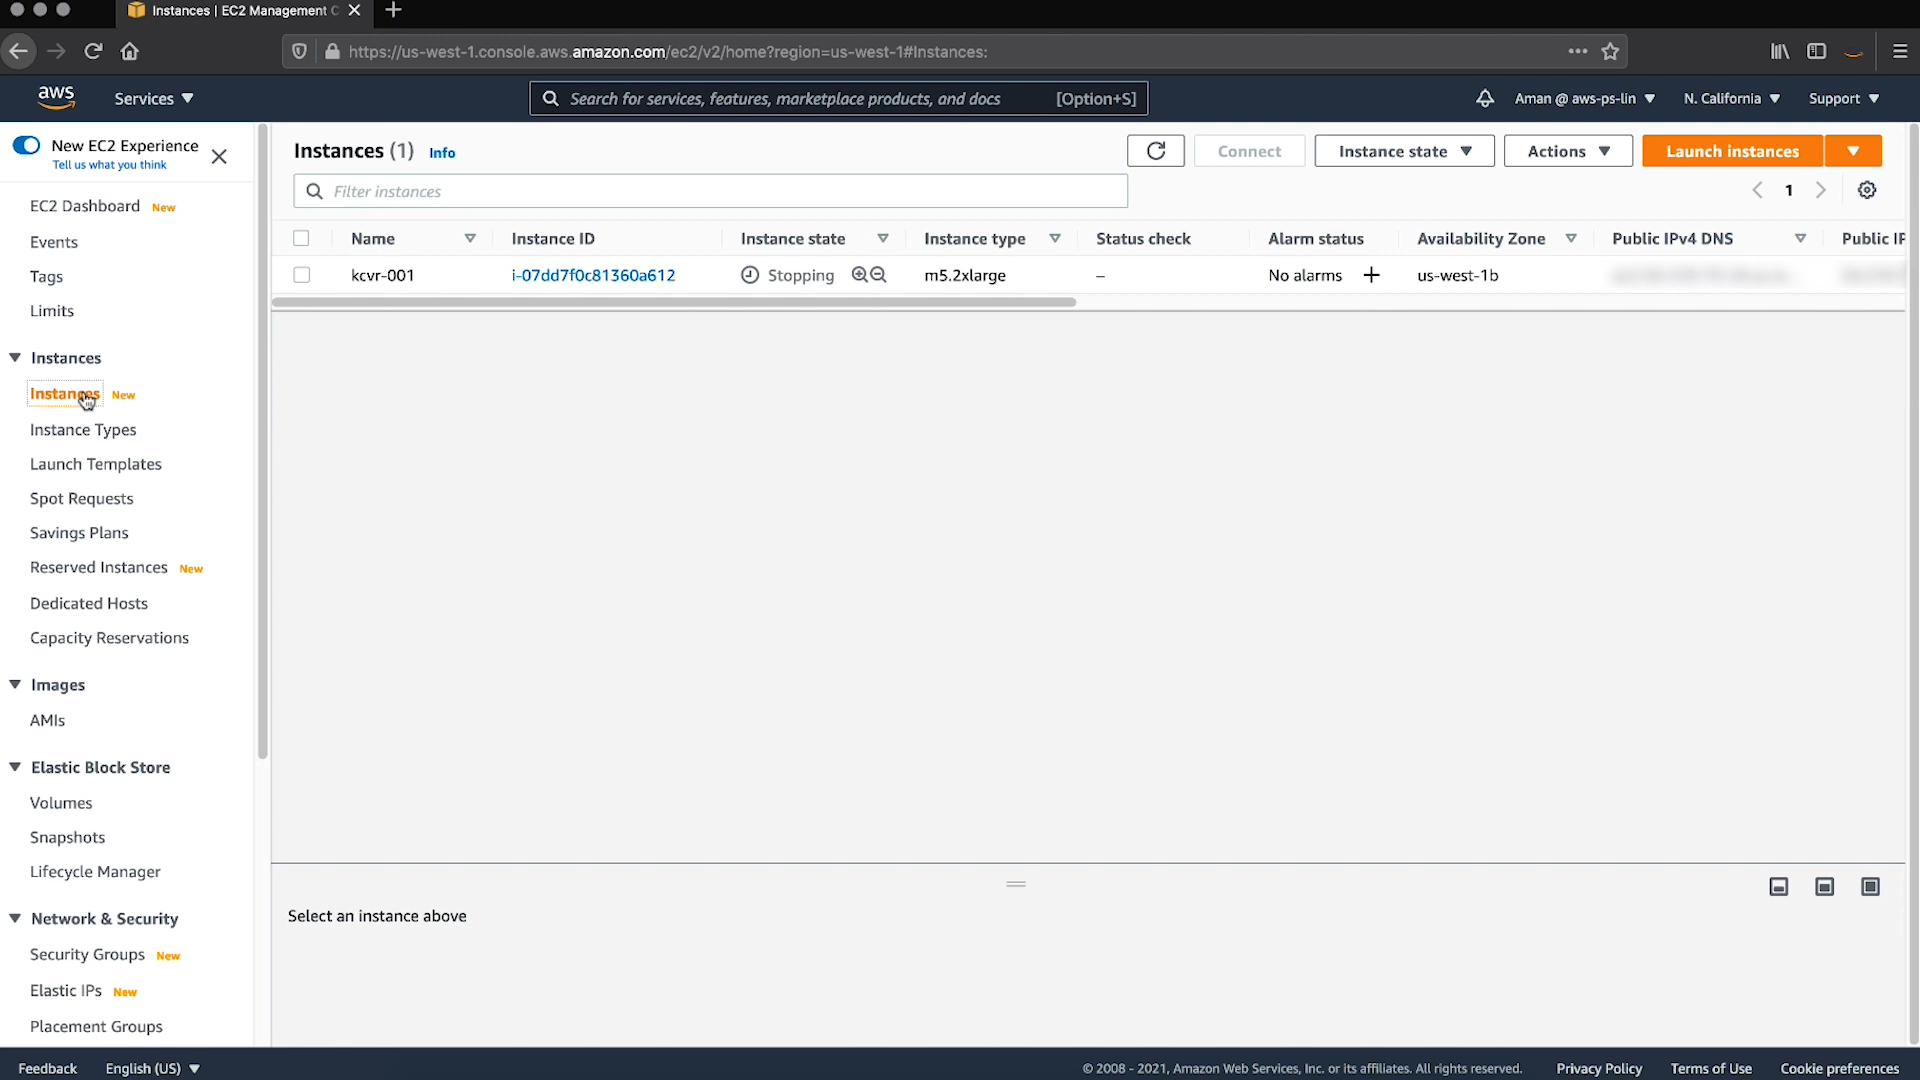 Instances | EC2 Management C
https://us-west-1.console.aws.amazon.com/ec2/v2/home?region=us-west-1#Instances:
aws
Services
Search for services, features, marketplace products, and docs
[Option+S]
Aman @ aws-ps-lin
N. California
Support
New EC2 Experience
Tell us what you think
EC2 Dashboard New
Events
Tags
Limits
Instances
Instances New
Instance Types
Launch Templates
Spot Requests
Savings Plans
Reserved Instances New
Dedicated Hosts
Capacity Reservations
Images
AMIs
Elastic Block Store
Volumes
Snapshots
Lifecycle Manager
Network & Security
Security Groups New
Elastic IPs New
Placement Groups
Instances (1) Info
Connect
Instance state
Actions
Launch instances
Filter instances
1
Name Instance ID Instance state Instance type Status check Alarm status Availability Zone Public IPv4 DNS Public IP
kcvr-001 i-07dd7f0c81360a612 Stopping m5.2xlarge – No alarms + us-west-1b
Select an instance above
Feedback
English (US)
© 2008 - 2021, Amazon Web Services, Inc. or its affiliates. All rights reserved.
Privacy Policy
Terms of Use
Cookie preferences